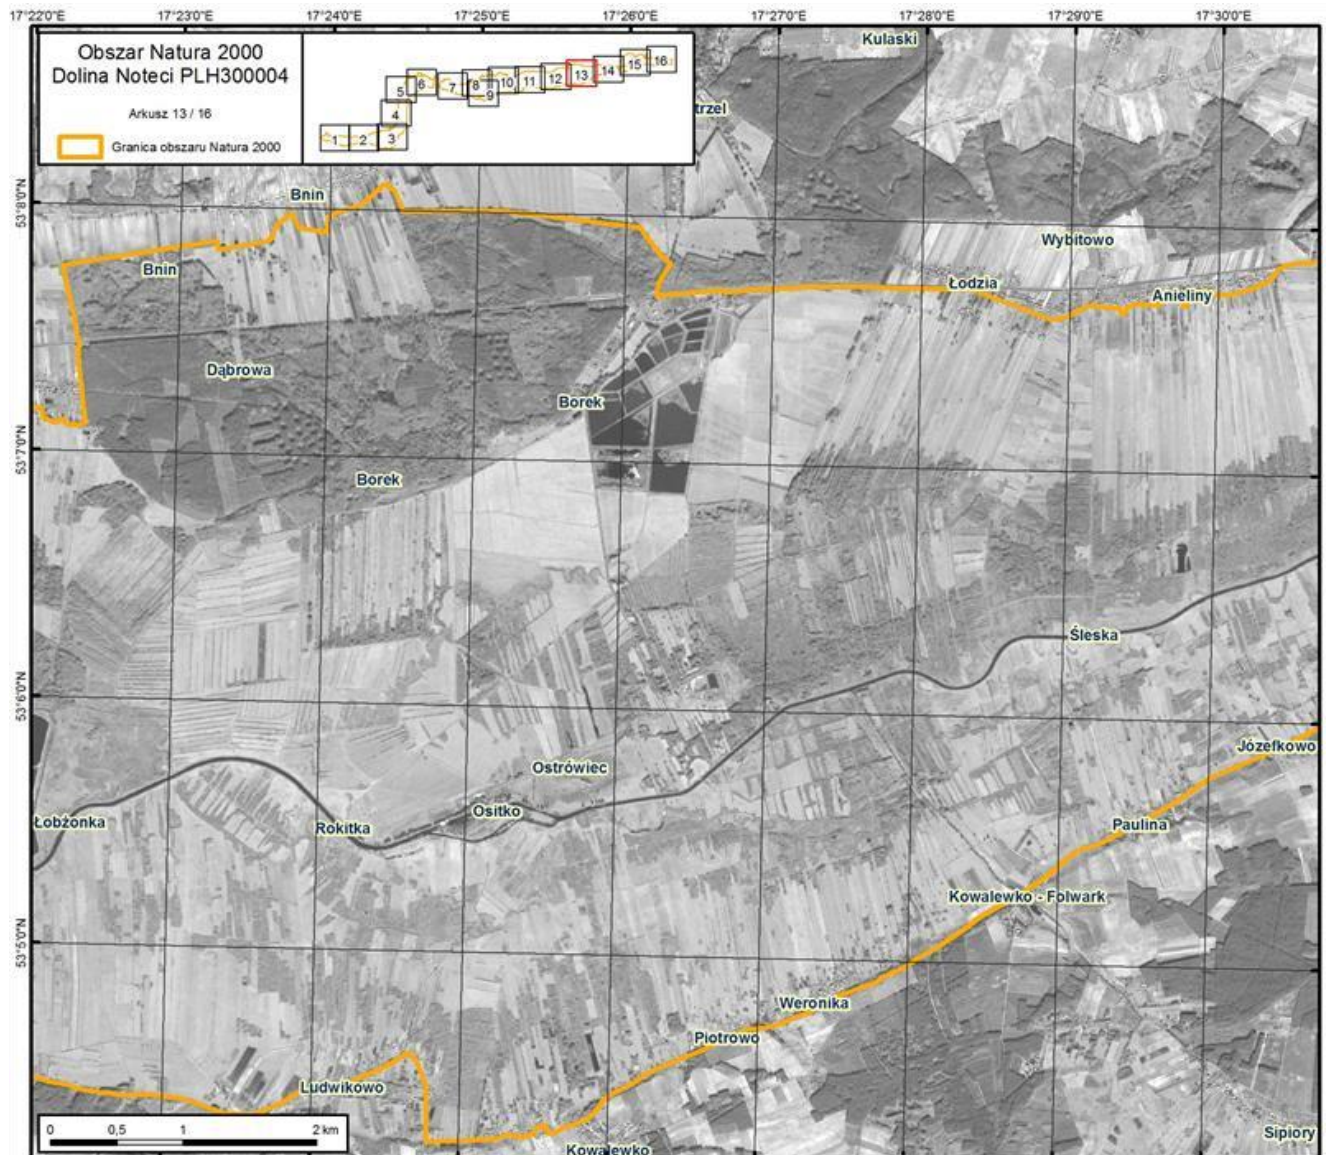 17°22'0"E 17°23'0"E 17°24'0"E 17°25'0"E 17°26'0"E 17°27'0"E 17°28'0"E 17°29'0"E 17°30'0"E
Obszar Natura 2000
Dolina Noteci PLH300004
Arkusz 13 / 16
Granica obszaru Natura 2000
1 2 3 4 5 6 7 8 9 10 11 12 13 14 15 16
Kulaski
trzel
53°8'0"N
Bnin
Wybitowo
Bnin
Łodzia
Anieliny
Dąbrowa
Borek
53°7'0"N
Borek
Śleska
53°6'0"N
Józefkowo
Ostrówiec
Ositko
Łobżonka
Rokitka
Paulina
Kowalewko - Folwark
53°5'0"N
Weronika
Piotrowo
Ludwikowo
0 0,5 1 2 km
Sipiory
Kowalewko